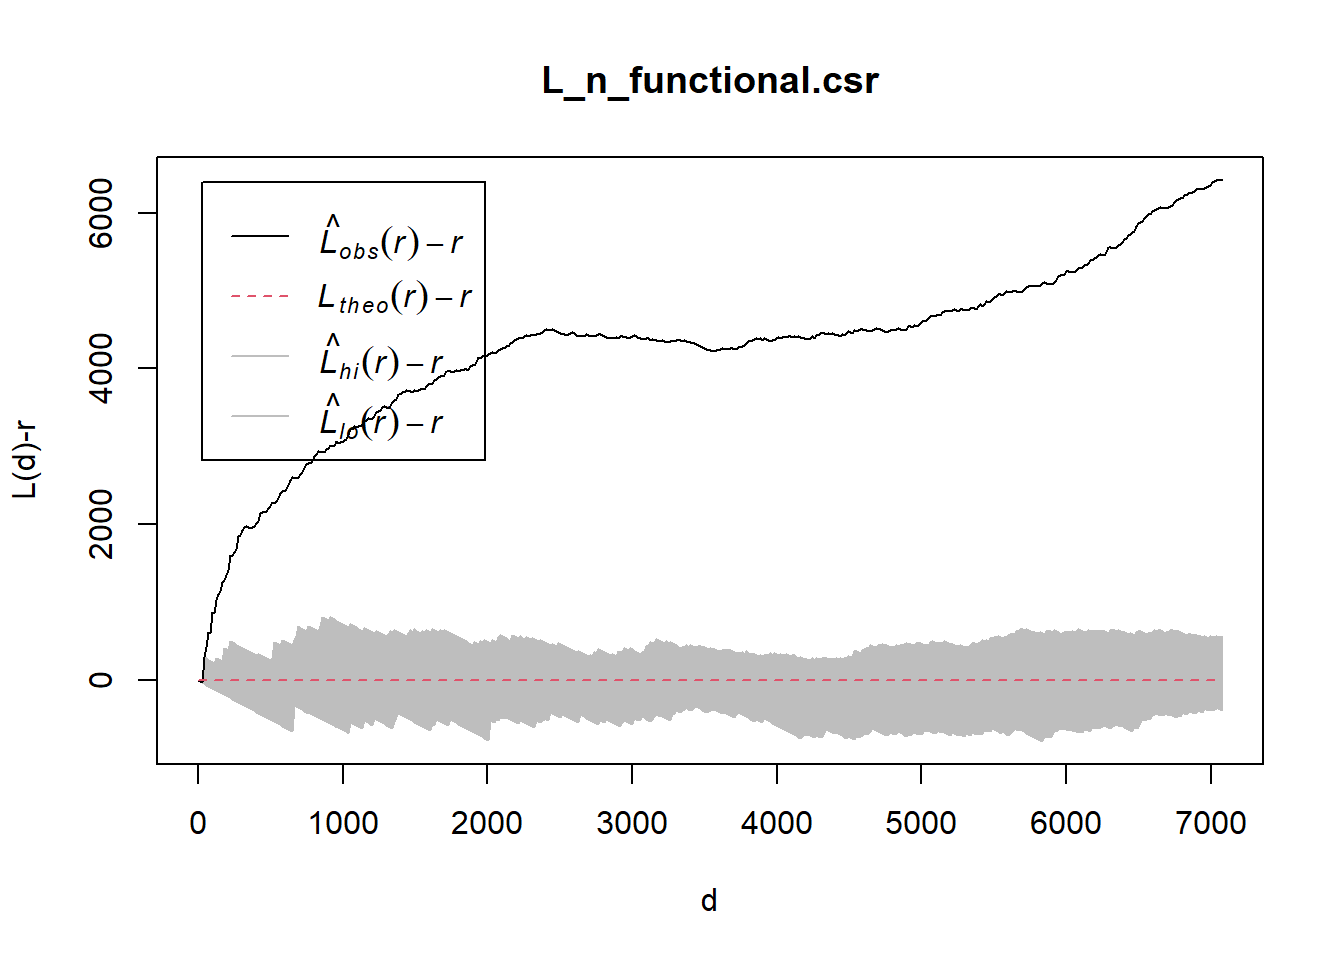 L_n_functional.csr
L(d)-r
6000
4000
2000
0
L̂obs(r) − r
Ltheo(r) − r
L̂hi(r) − r
L̂lo(r) − r
0 1000 2000 3000 4000 5000 6000 7000
d